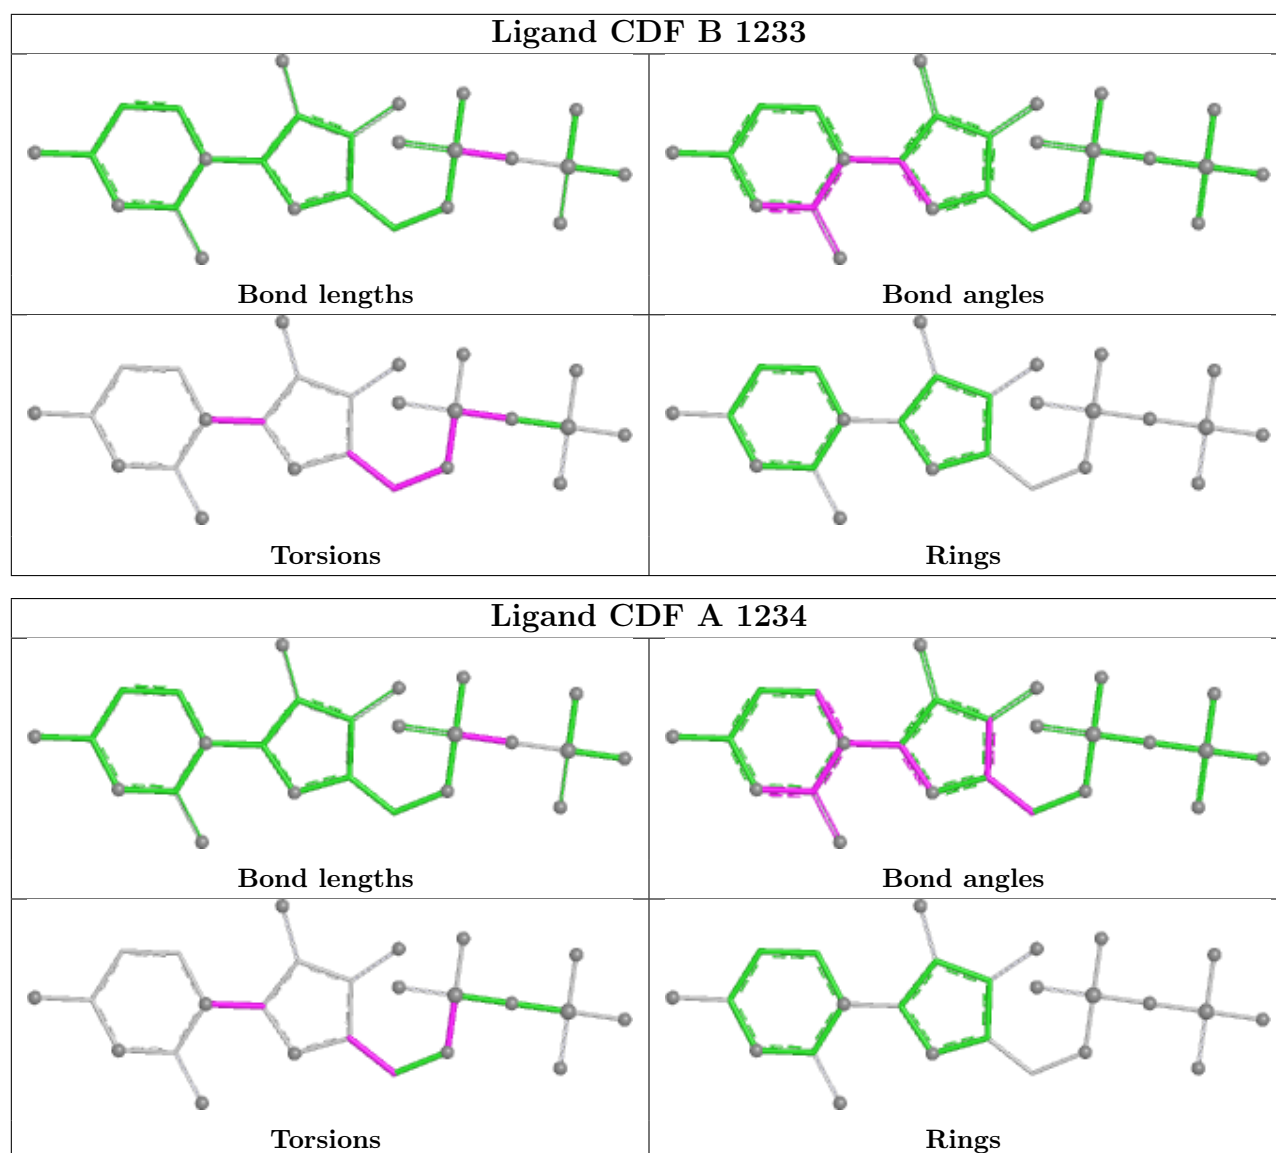 Ligand CDF B 1233
Bond lengths
Bond angles
Torsions
Rings
Ligand CDF A 1234
Bond lengths
Bond angles
Torsions
Rings